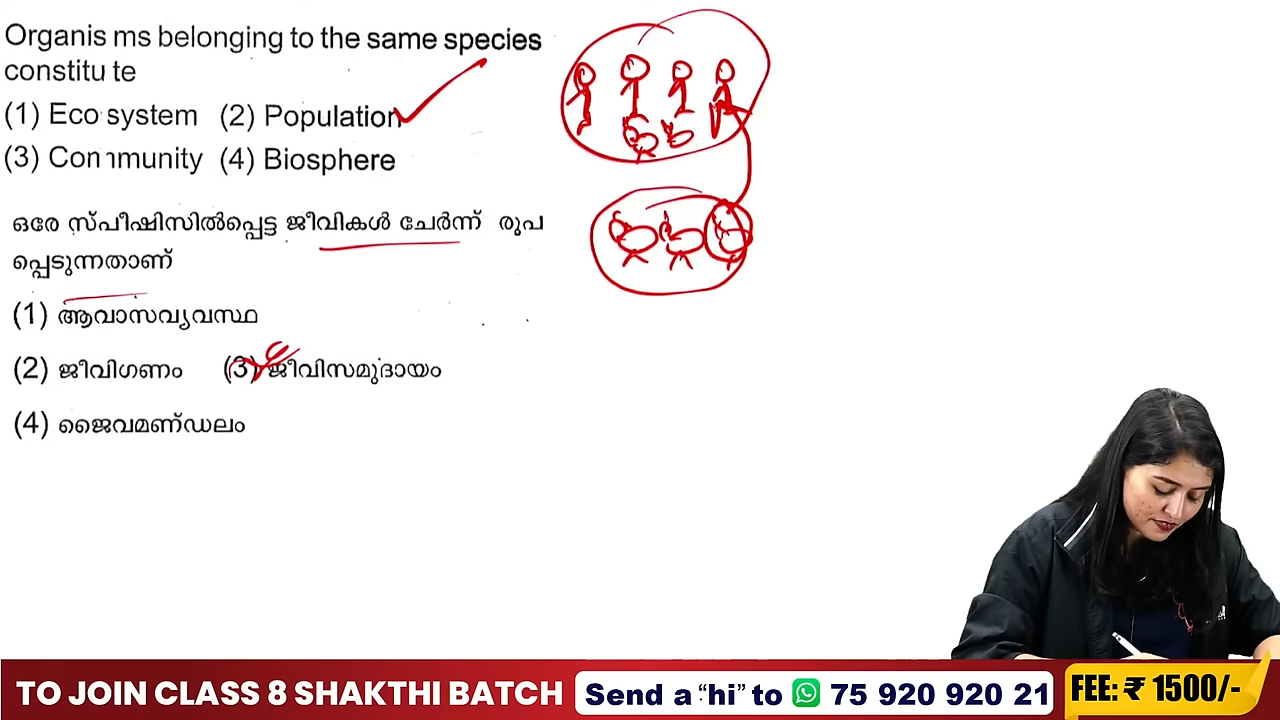 Organis ms belonging to the same species
constitu te
(1) Eco system (2) Population
(3) Community (4) Biosphere
ഒരേ സ്പീഷിസിൽപ്പെട്ട ജീവികൾ ചേർന്ന് രൂപ
പ്പെടുന്നതാണ്
(1) ആവാസവ്യവസ്ഥ
(2) ജീവിഗണം (3) ജീവിസമുദായം
(4) ജൈവമണ്ഡലം
TO JOIN CLASS 8 SHAKTHI BATCH Send a “hi” to 75 920 920 21 FEE: ₹ 1500/-